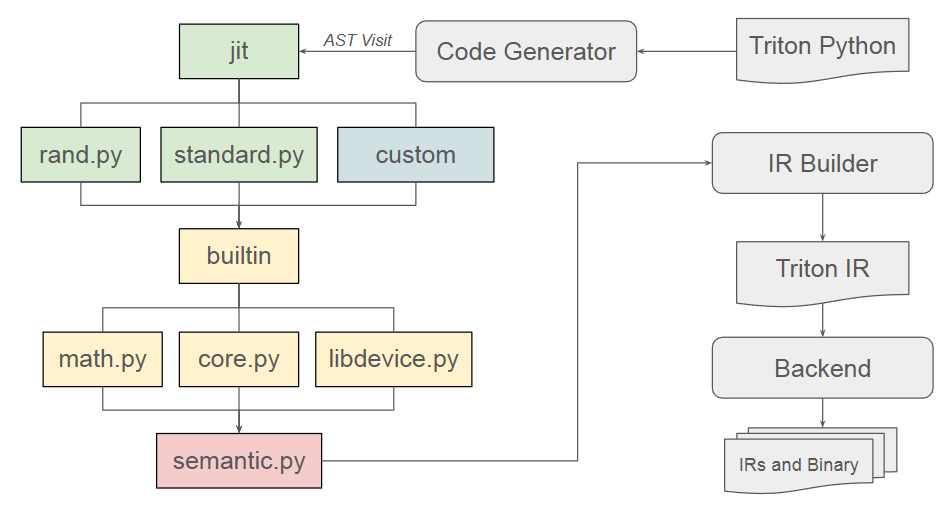 jit
AST Visit
Code Generator
Triton Python
rand.py
standard.py
custom
IR Builder
builtin
Triton IR
math.py
core.py
libdevice.py
Backend
semantic.py
IRs and Binary